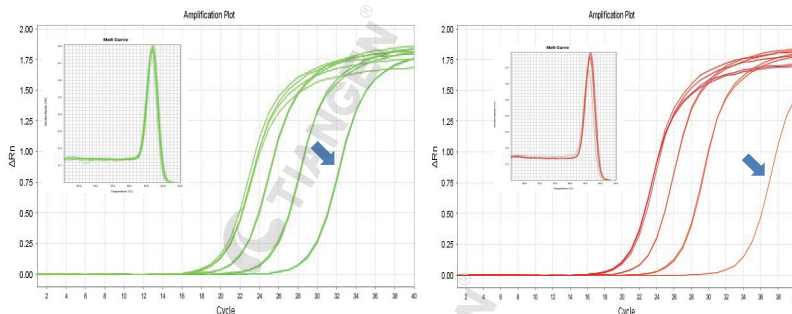 Amplification Plot
2.00
1.75
1.50
1.25
1.00
0.75
0.50
0.25
0.00
ΔRn
Melt Curve
2 4 6 8 10 12 14 16 18 20 22 24 26 28 30 32 34 36 38 40
Cycle
TIANGEN®
Amplification Plot
2.00
1.75
1.50
1.25
1.00
0.75
0.50
0.25
0.00
ΔRn
Melt Curve
2 4 6 8 10 12 14 16 18 20 22 24 26 28 30 32 34 36 38 40
Cycle
N®